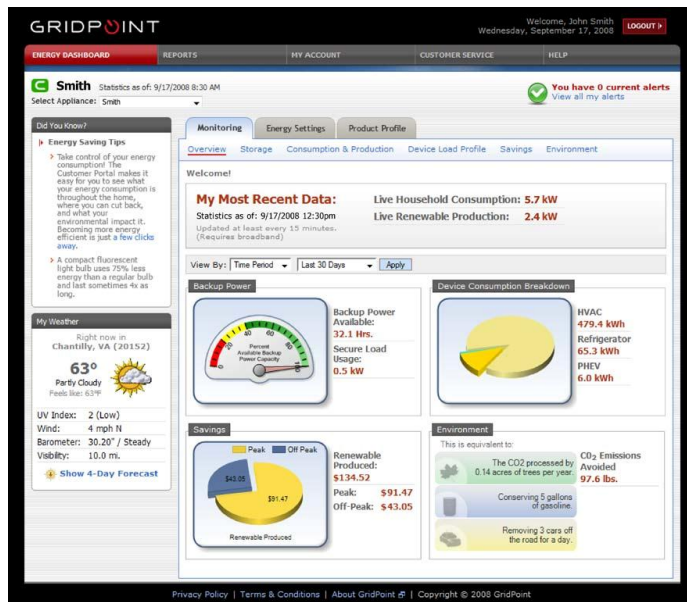 GRIDPOINT
Welcome, John Smith
Wednesday, September 17, 2008
LOGOUT
ENERGY DASHBOARD
REPORTS
MY ACCOUNT
CUSTOMER SERVICE
HELP
Smith Statistics as of: 9/17/2008 8:30 AM
Select Appliance: Smith
You have 0 current alerts
View all my alerts
Did You Know?
Energy Saving Tips
Take control of your energy
consumption! The
Customer Portal makes it
easy for you to see what
your energy consumption is
throughout the home,
where you can cut back,
and what your
environmental impact it.
Becoming more energy
efficient is just a few clicks
away.
A compact fluorescent
light bulb uses 75% less
energy than a regular bulb
and last sometimes 4x as
long.
My Weather
Right now in
Chantilly, VA (20152)
63°
Partly Cloudy
Feels like: 63°F
UV Index: 2 (Low)
Wind: 4 mph N
Barometer: 30.20" / Steady
Visibility: 10.0 mi.
Show 4-Day Forecast
Monitoring
Energy Settings
Product Profile
Overview
Storage
Consumption & Production
Device Load Profile
Savings
Environment
Welcome!
My Most Recent Data:
Statistics as of: 9/17/2008 12:30pm
Updated at least every 15 minutes.
(Requires broadband)
Live Household Consumption: 5.7 kW
Live Renewable Production: 2.4 kW
View By: Time Period Last 30 Days Apply
Backup Power
0 20 40 60 80 100
Percent
Available Backup
Power Capacity
Backup Power
Available:
32.1 Hrs.
Secure Load
Usage:
0.5 kW
Device Consumption Breakdown
HVAC
479.4 kWh
Refrigerator
65.3 kWh
PHEV
6.0 kWh
Savings
Peak Off Peak
$43.05
$91.47
Renewable Produced
Renewable
Produced:
$134.52
Peak: $91.47
Off-Peak: $43.05
Environment
This is equivalent to:
The CO2 processed by
0.14 acres of trees per year.
Conserving 5 gallons
of gasoline.
Removing 3 cars off
the road for a day.
CO2 Emissions
Avoided
97.6 lbs.
Privacy Policy | Terms & Conditions | About GridPoint | Copyright © 2008 GridPoint